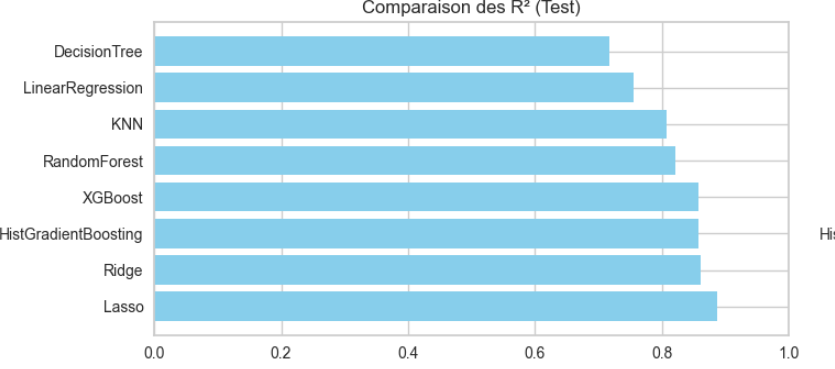 Comparaison des R² (Test)
DecisionTree
LinearRegression
KNN
RandomForest
XGBoost
HistGradientBoosting
His
Ridge
Lasso
0.0 0.2 0.4 0.6 0.8 1.0